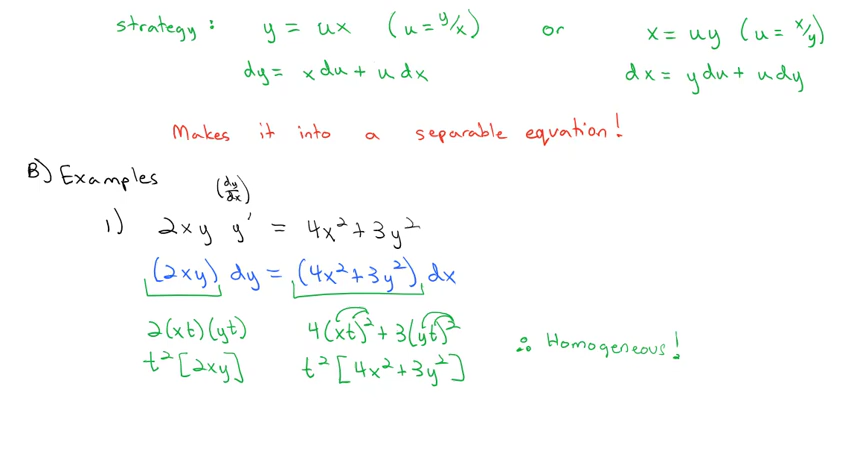 strategy: y = ux (u = y/x) or x = uy (u = x/y)
dy = x du + u dx dx = y du + u dy
Makes it into a separable equation!
B) Examples
(dy/dx)
1) 2xy y' = 4x² + 3y²
(2xy) dy = (4x² + 3y²) dx
2(xt)(yt) 4(xt)² + 3(yt)²
∴ Homogeneous!
t² [2xy] t² [4x² + 3y²]